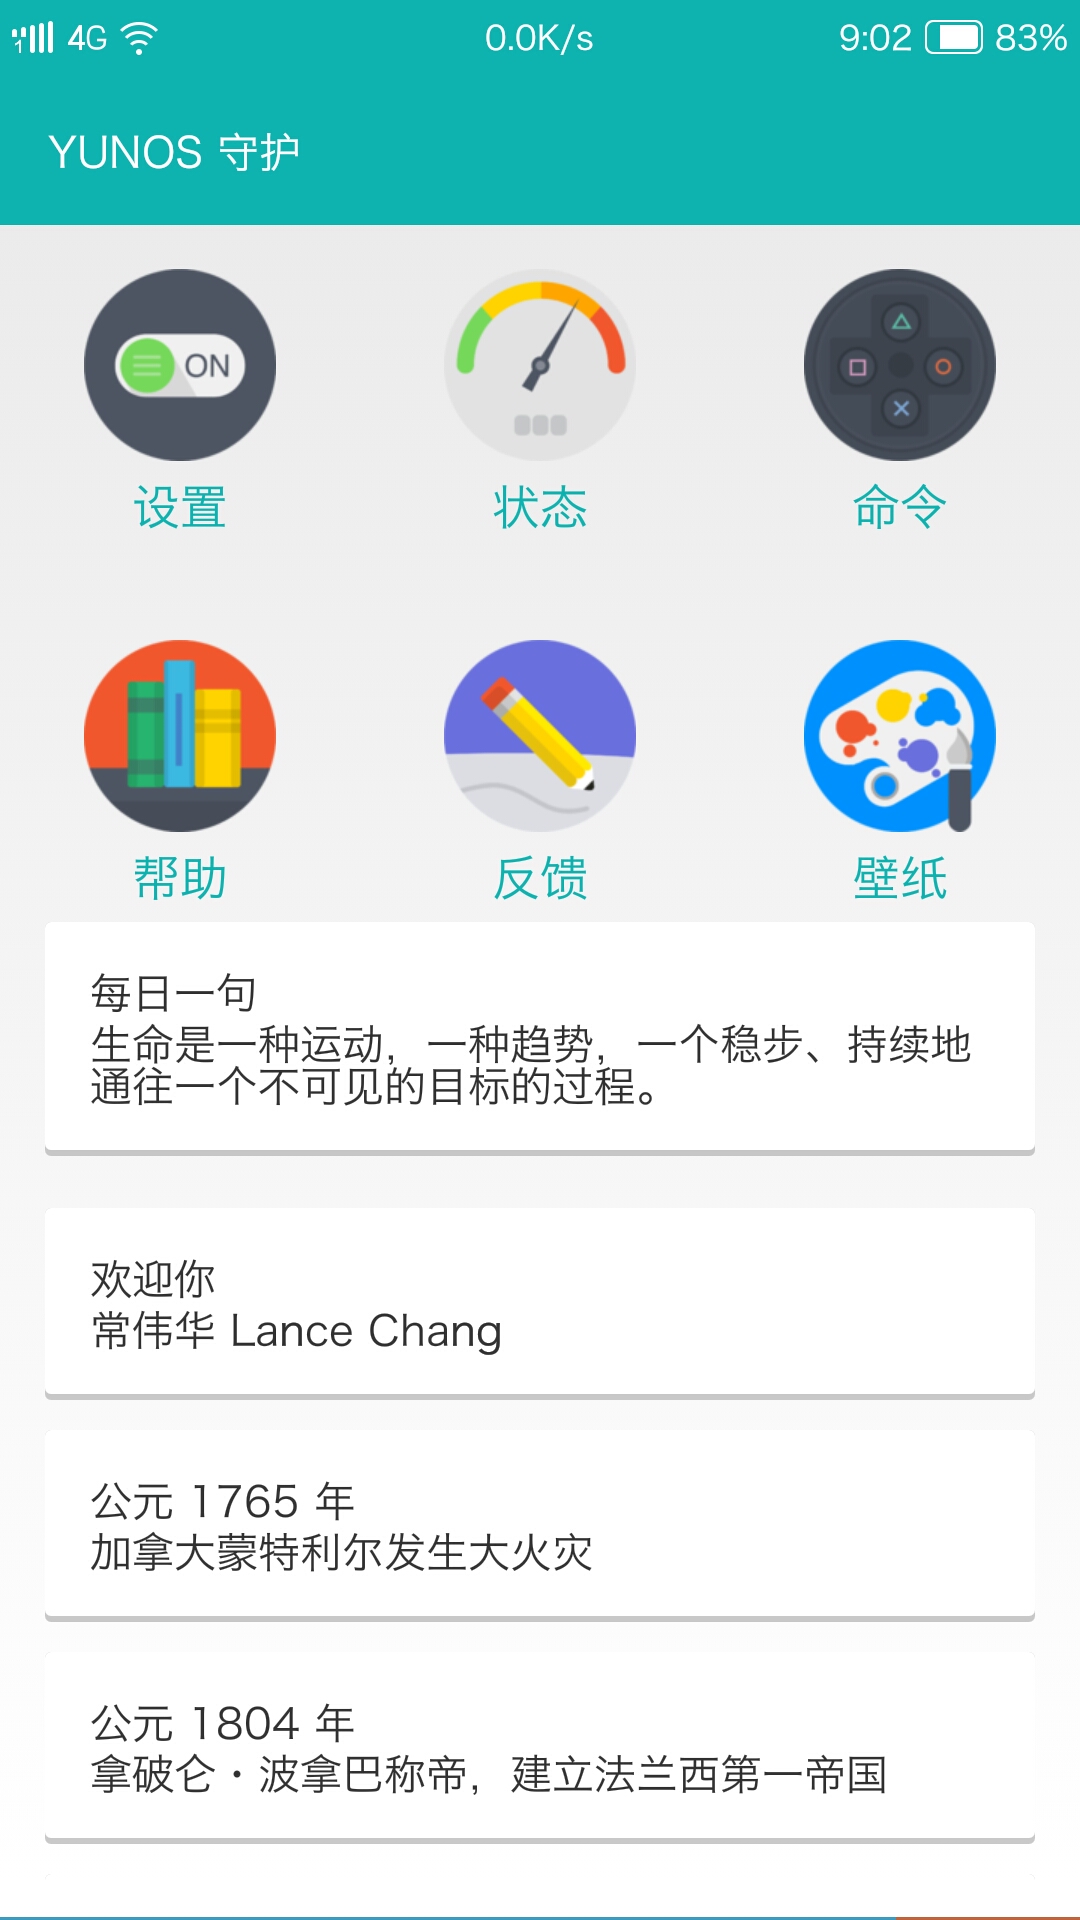 4G 0.0K/s 9:02 83%
YUNOS 守护
ON
设置 状态 命令
帮助 反馈 壁纸
每日一句
生命是一种运动，一种趋势，一个稳步、持续地
通往一个不可见的目标的过程。
欢迎你
常伟华 Lance Chang
公元 1765 年
加拿大蒙特利尔发生大火灾
公元 1804 年
拿破仑·波拿巴称帝，建立法兰西第一帝国